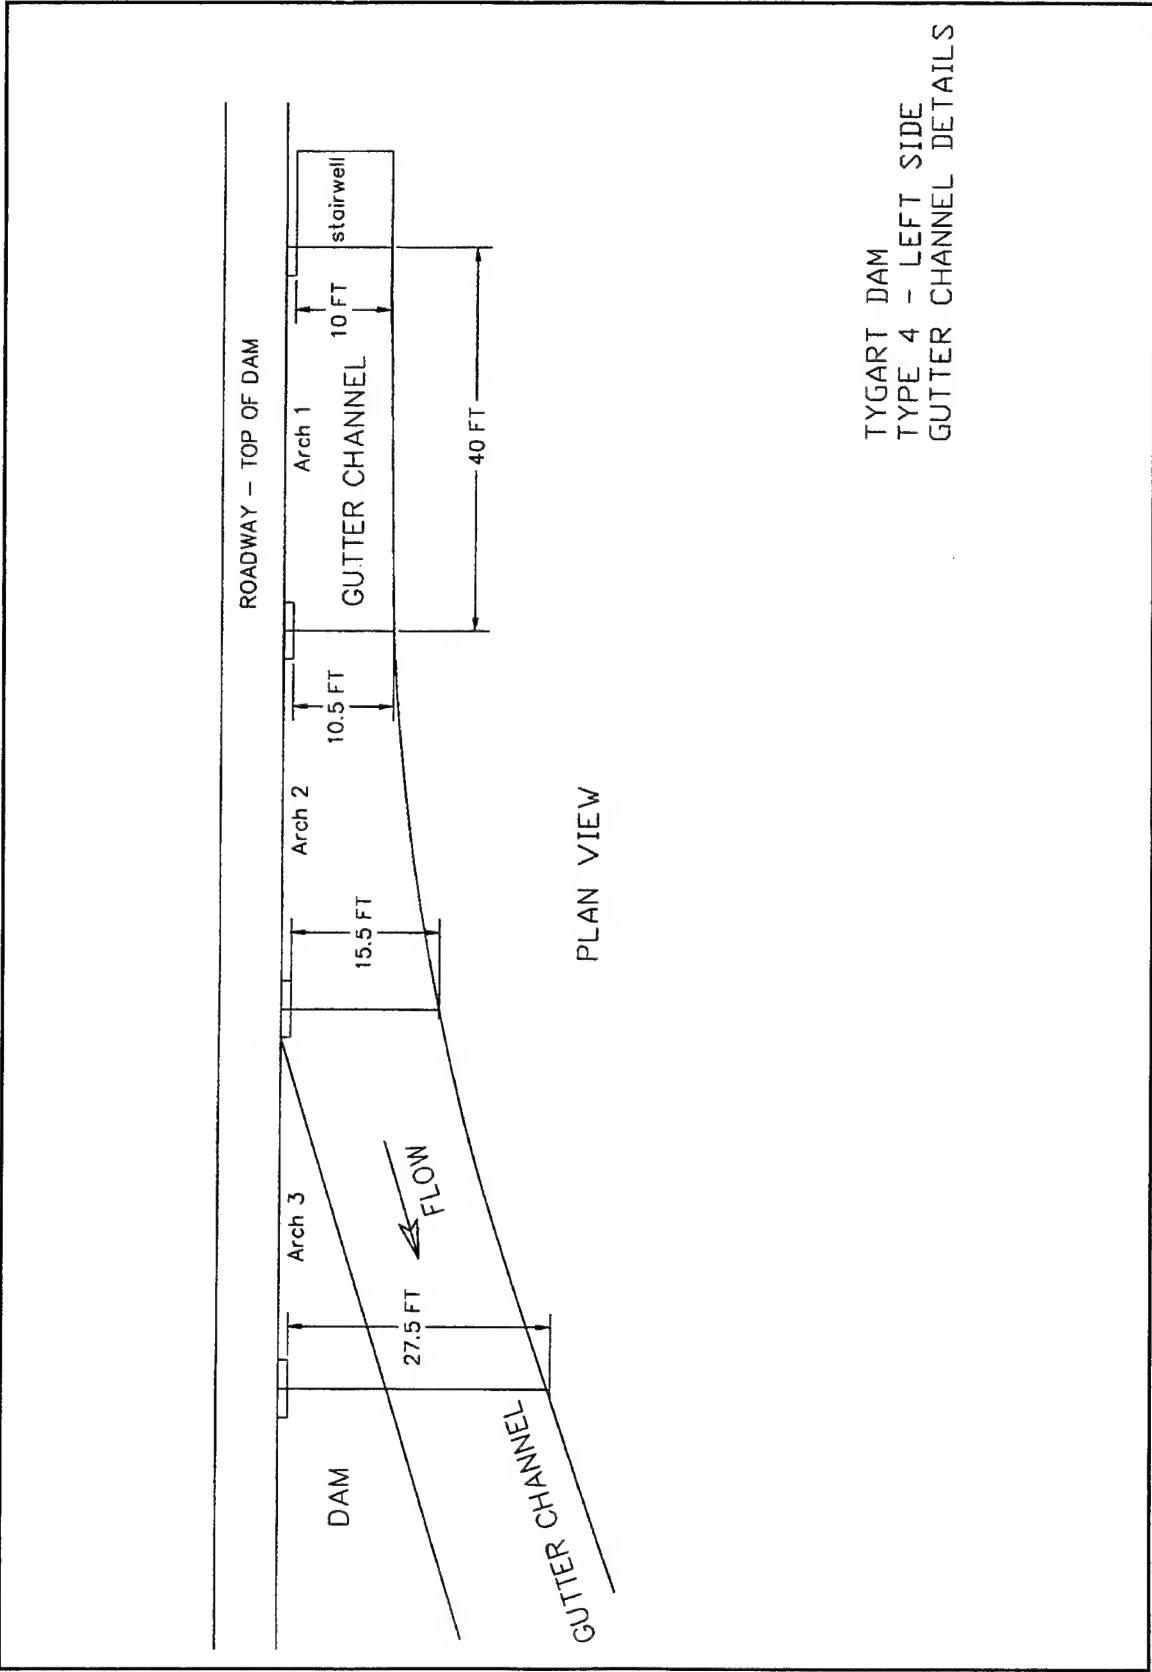 ROADWAY – TOP OF DAM
Arch 3
Arch 2
Arch 1
stairwell
DAM
27.5 FT
FLOW
15.5 FT
10.5 FT
GUTTER CHANNEL
10 FT
40 FT
GUTTER CHANNEL
PLAN VIEW
TYGART DAM
TYPE 4 - LEFT SIDE
GUTTER CHANNEL DETAILS